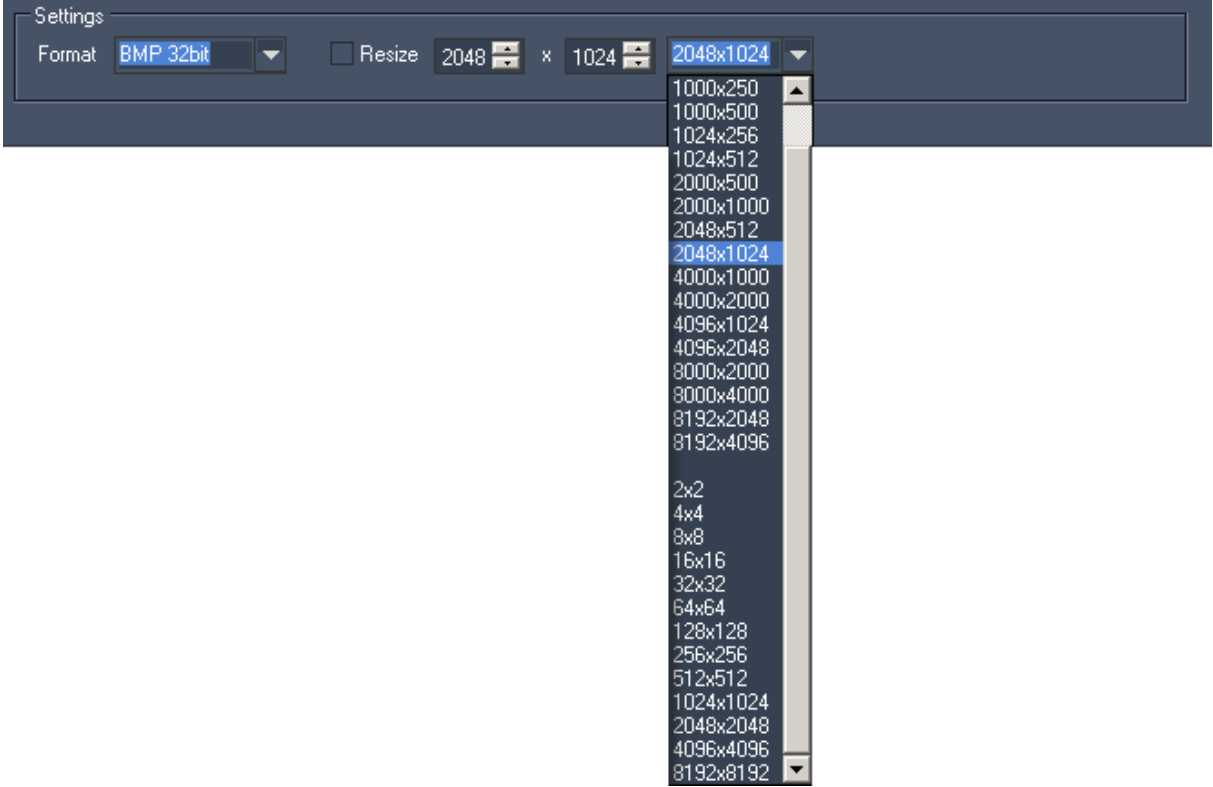 Settings
Format BMP 32bit Resize 2048 x 1024 2048x1024
1000x250
1000x500
1024x256
1024x512
2000x500
2000x1000
2048x512
2048x1024
4000x1000
4000x2000
4096x1024
4096x2048
8000x2000
8000x4000
8192x2048
8192x4096
2x2
4x4
8x8
16x16
32x32
64x64
128x128
256x256
512x512
1024x1024
2048x2048
4096x4096
8192x8192